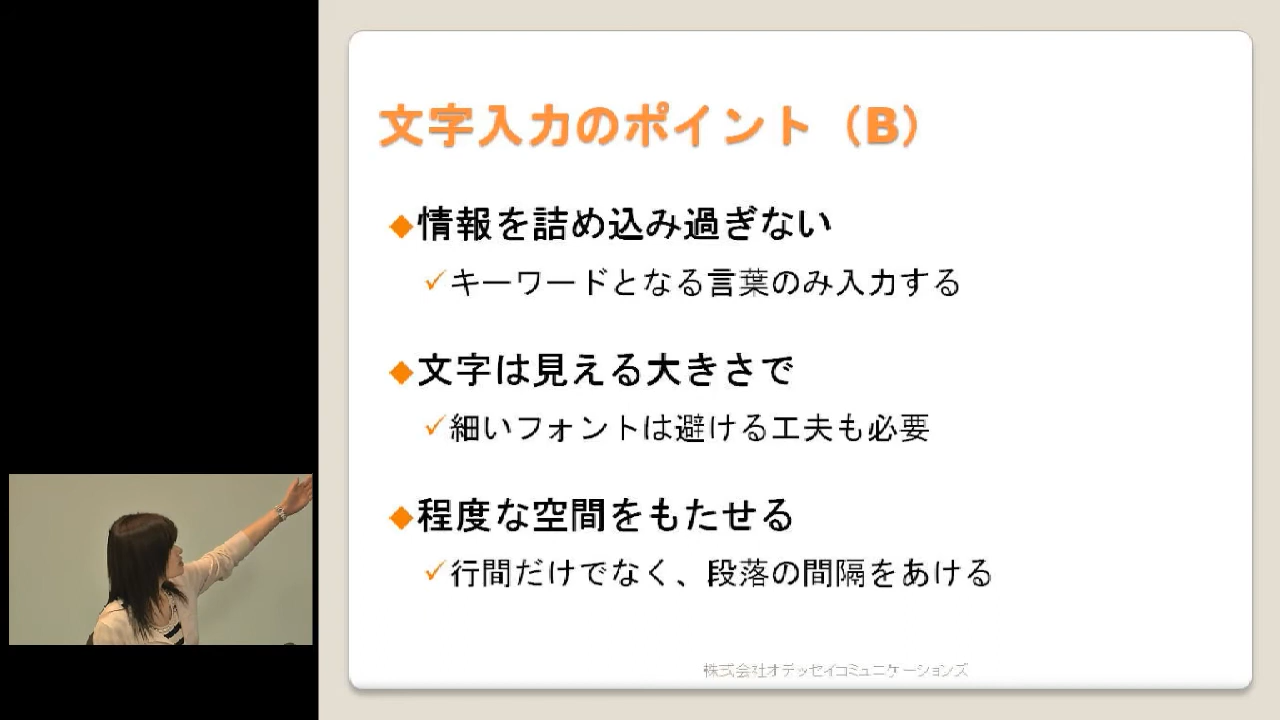 文字入力のポイント（B）
◆情報を詰め込み過ぎない
✓キーワードとなる言葉のみ入力する
◆文字は見える大きさで
✓細いフォントは避ける工夫も必要
◆程度な空間をもたせる
✓行間だけでなく、段落の間隔をあける
株式会社オデッセイコミュニケーションズ